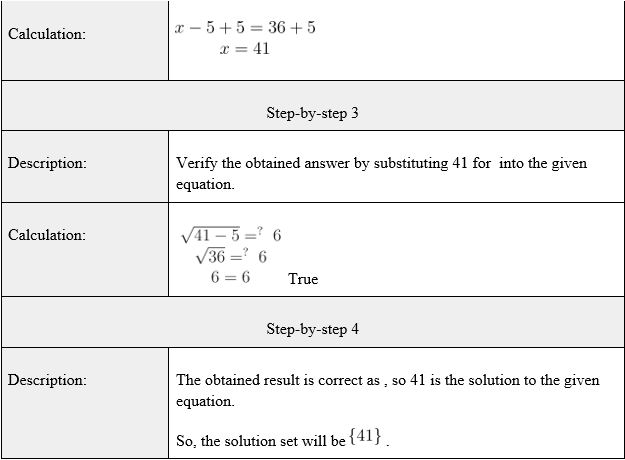 Calculation:
x − 5 + 5 = 36 + 5
x = 41
Step-by-step 3
Description:
Verify the obtained answer by substituting 41 for  into the given
equation.
Calculation:
√41 − 5 =? 6
√36 =? 6
6 = 6 True
Step-by-step 4
Description:
The obtained result is correct as , so 41 is the solution to the given
equation.
So, the solution set will be {41} .